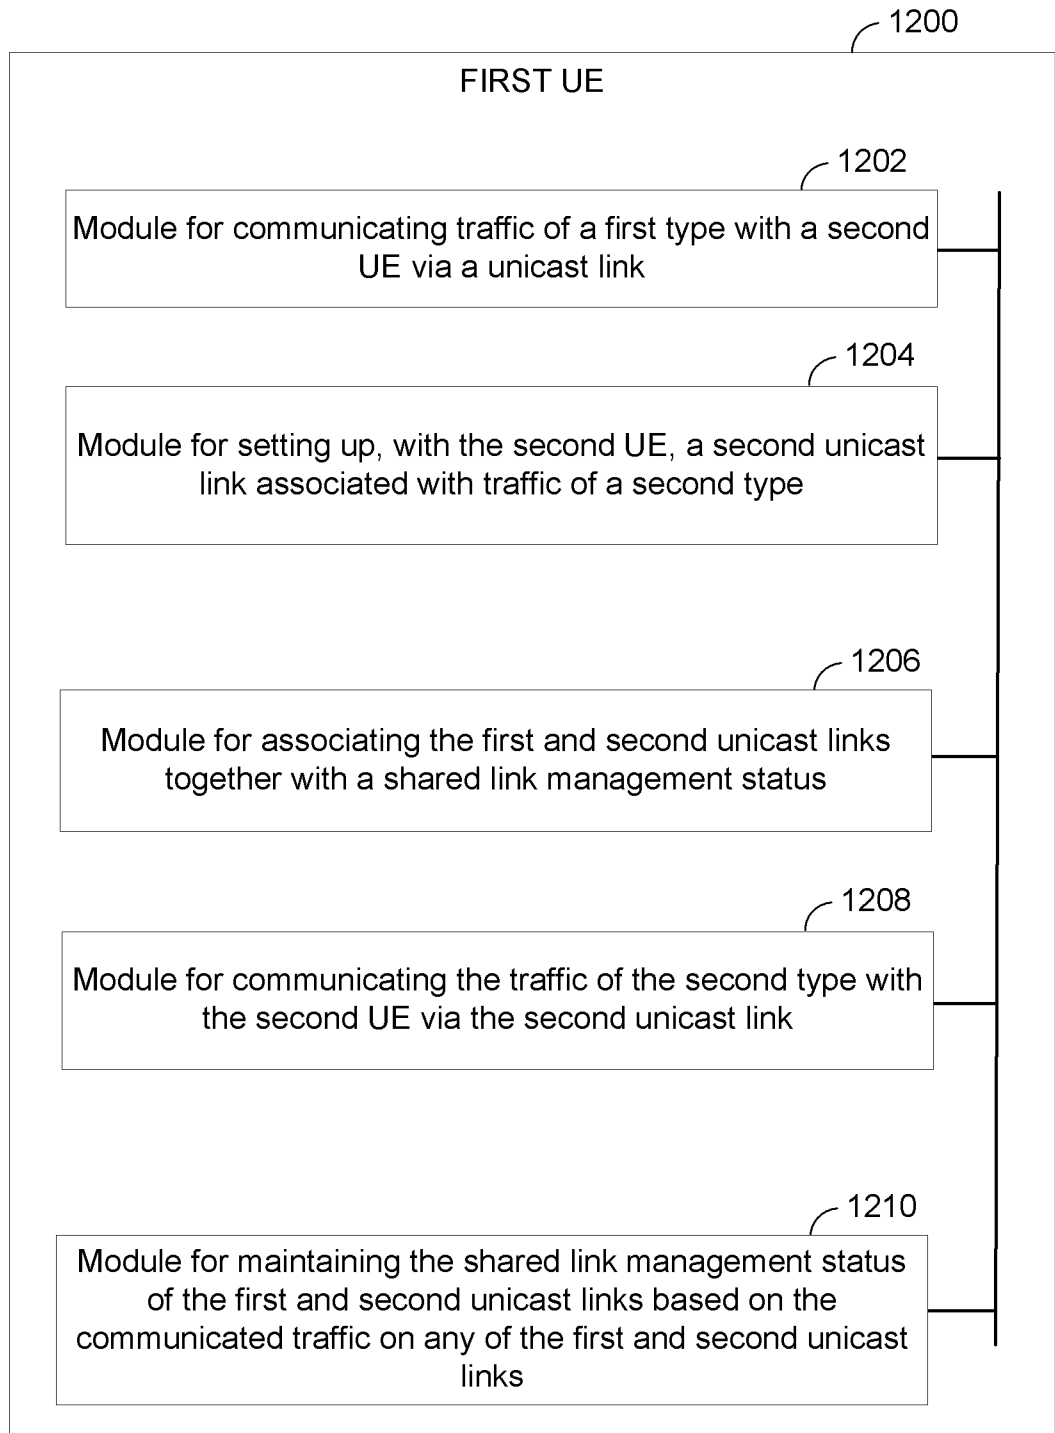 1200
FIRST UE
1202
Module for communicating traffic of a first type with a second
UE via a unicast link
1204
Module for setting up, with the second UE, a second unicast
link associated with traffic of a second type
1206
Module for associating the first and second unicast links
together with a shared link management status
1208
Module for communicating the traffic of the second type with
the second UE via the second unicast link
1210
Module for maintaining the shared link management status
of the first and second unicast links based on the
communicated traffic on any of the first and second unicast
links